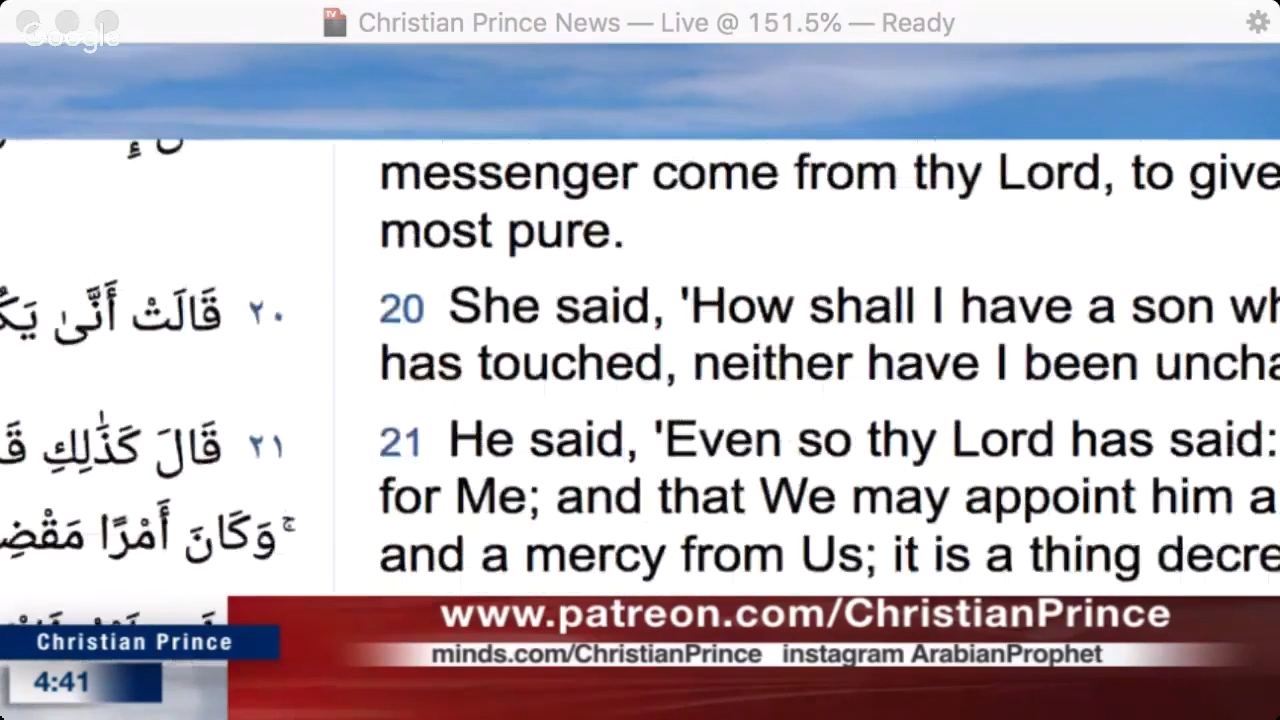 Christian Prince News — Live @ 151.5% — Ready
Google
messenger come from thy Lord, to give
most pure.
قَالَتْ أَنَّىٰ ٢٠
20 She said, 'How shall I have a son
has touched, neither have I been
قَالَ كَذَٰلِكِ ٢١
21 He said, 'Even so thy Lord has said:
for Me; and that We may appoint him a
وَكَانَ أَمْرًا
and a mercy from Us; it is a thing
www.patreon.com/ChristianPrince
Christian Prince
minds.com/ChristianPrince instagram ArabianProphet
4:41